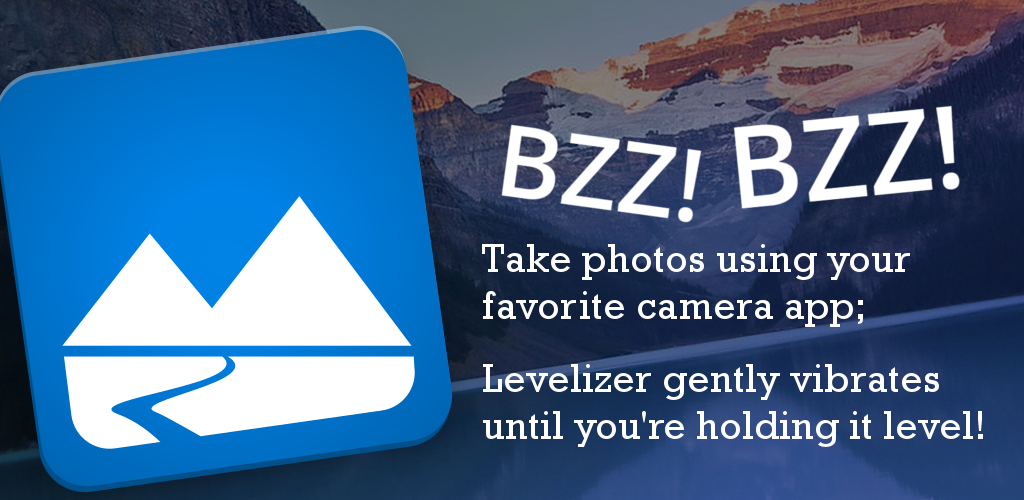 BZZ! BZZ!
Take photos using your
favorite camera app;
Levelizer gently vibrates
until you're holding it level!